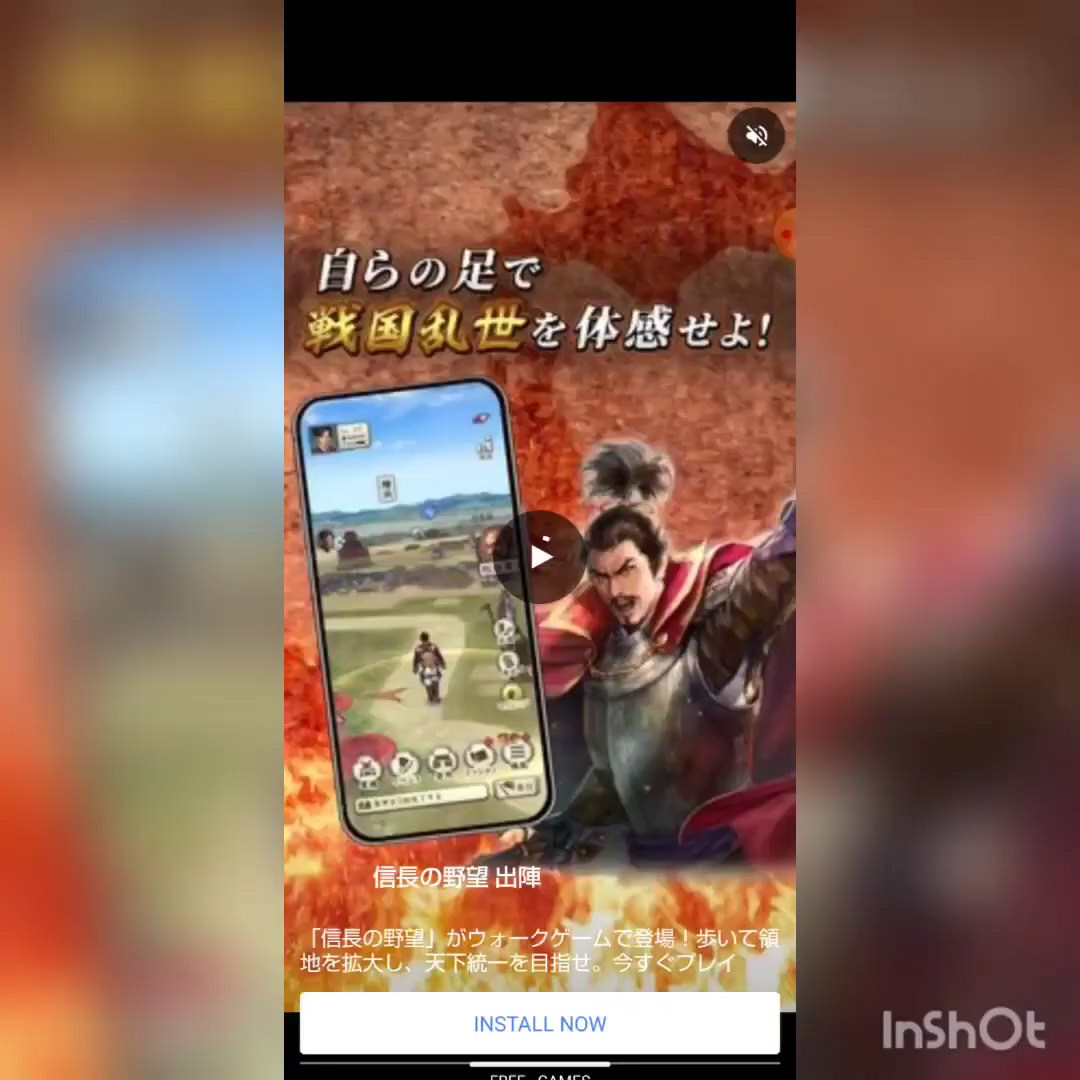 自らの足で
戦国乱世を体感せよ!
信長の野望 出陣
「信長の野望」がウォークゲームで登場！歩いて領
地を拡大し、天下統一を目指せ。今すぐプレイ
INSTALL NOW
FREE GAMES
InShOt